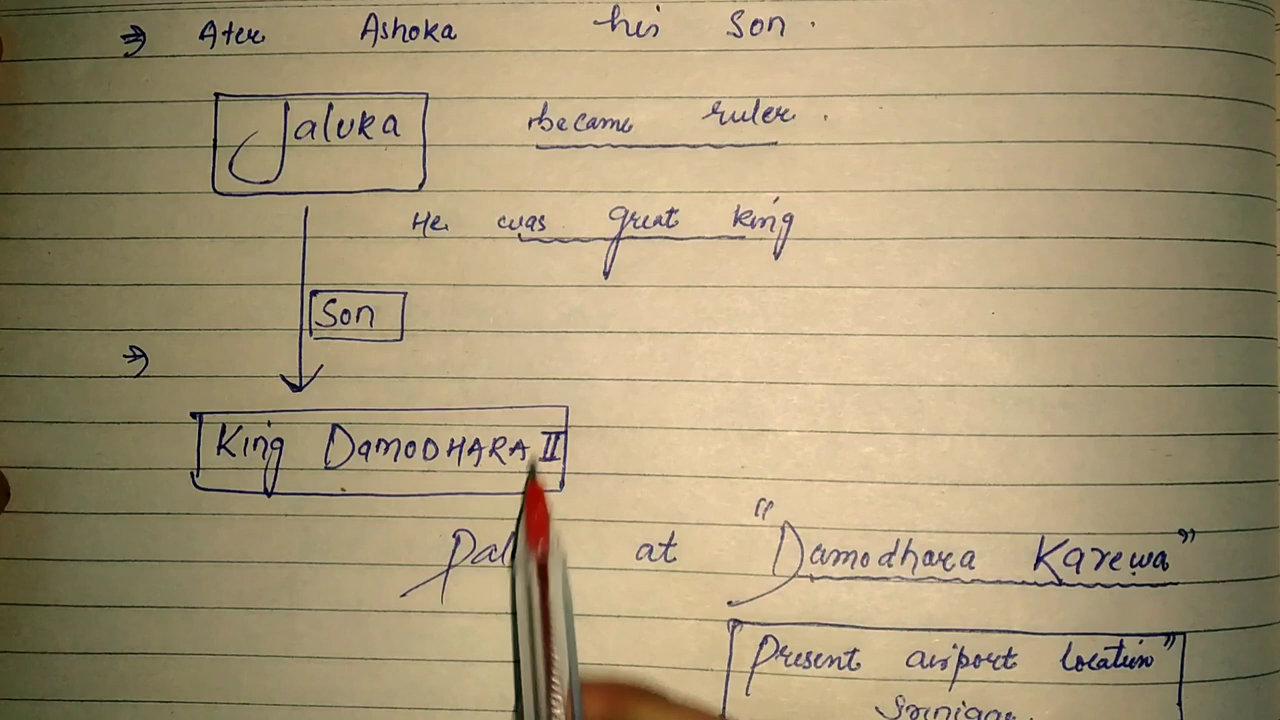 ⇒ Ater Ashoka his Son.
Jaluka became ruler.
He was great king
Son
⇒
King DamoDHARA II
at "Damodhara Karewa"
Present airport location"